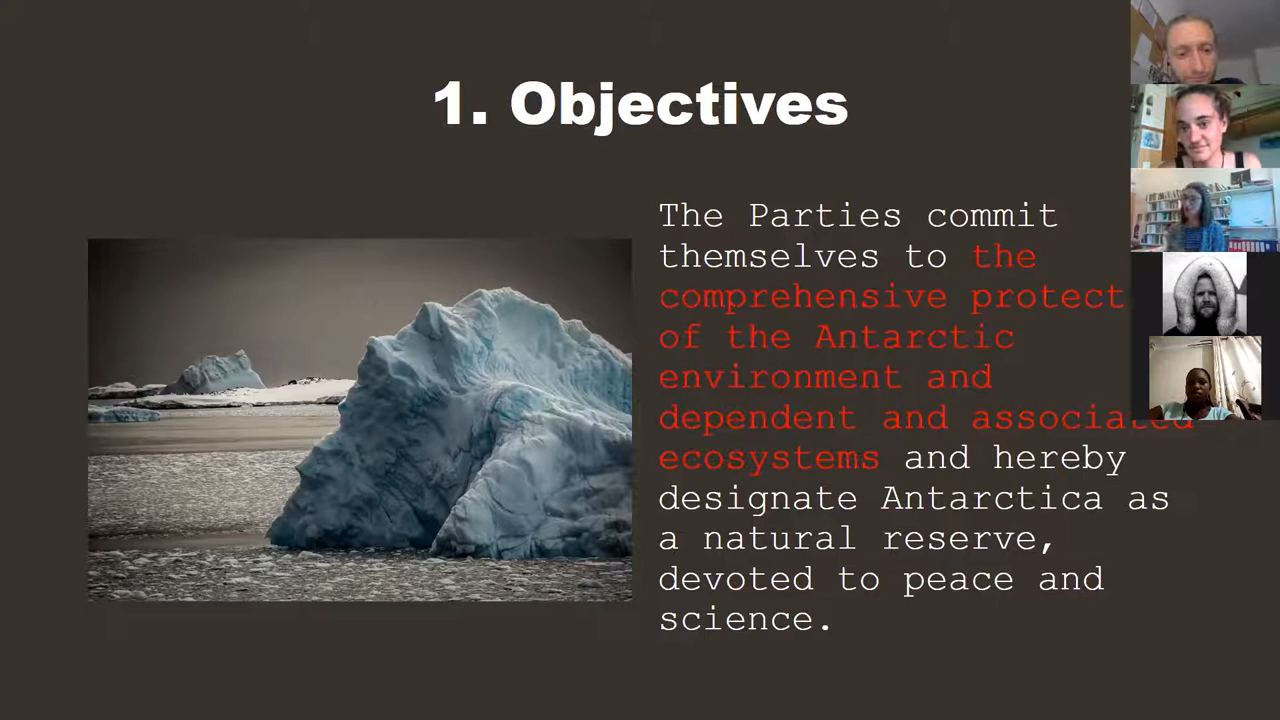 1. Objectives
The Parties commit
themselves to the
comprehensive protect
of the Antarctic
environment and
dependent and associated
ecosystems and hereby
designate Antarctica as
a natural reserve,
devoted to peace and
science.